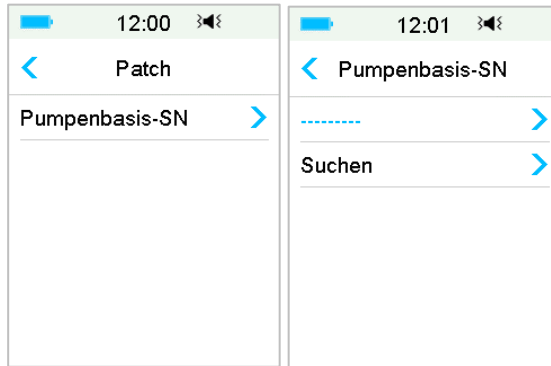 12:00
Patch
Pumpenbasis-SN
12:01
Pumpenbasis-SN
---------
Suchen